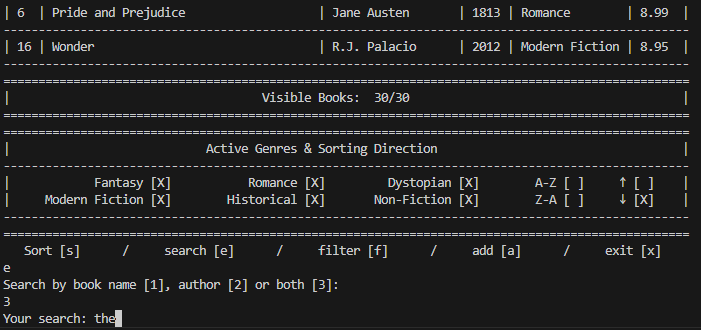 | 6 | Pride and Prejudice | Jane Austen | 1813 | Romance | 8.99 |
| 16 | Wonder | R.J. Palacio | 2012 | Modern Fiction | 8.95 |
| Visible Books: 30/30 |
| Active Genres & Sorting Direction |
| Fantasy [X] Romance [X] Dystopian [X] A-Z [ ] ↑ [ ] |
| Modern Fiction [X] Historical [X] Non-Fiction [X] Z-A [ ] ↓ [X] |
Sort [s] / search [e] / filter [f] / add [a] / exit [x]
e
Search by book name [1], author [2] or both [3]:
3
Your search: the